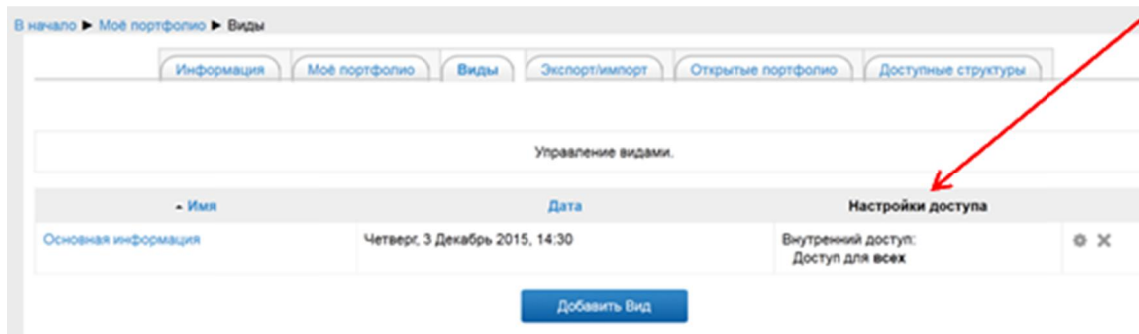 В начало ► Моё портфолио ► Виды
Информация Моё портфолио Виды Экспорт/импорт Открытые портфолио Доступные структуры
Управление видами.
Имя Дата Настройки доступа
Основная информация Четверг, 3 Декабрь 2015, 14:30 Внутренний доступ:
Доступ для всех
Добавить Вид